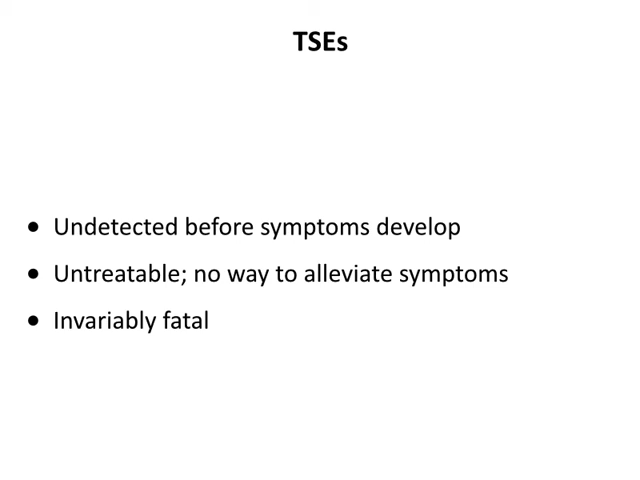 TSEs
• Undetected before symptoms develop
• Untreatable; no way to alleviate symptoms
• Invariably fatal